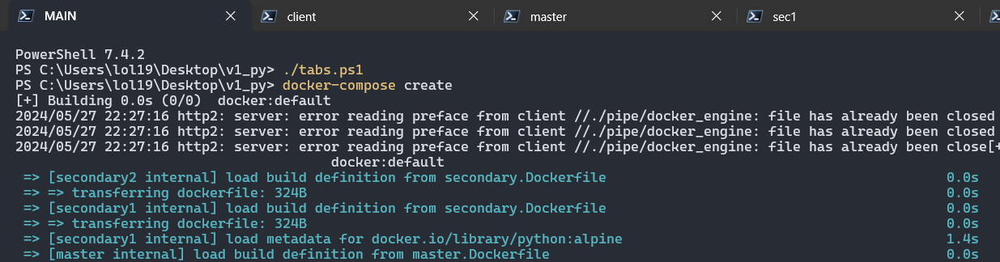 MAIN
client
master
sec1
PowerShell 7.4.2
PS C:\Users\lol19\Desktop\v1_py> ./tabs.ps1
PS C:\Users\lol19\Desktop\v1_py> docker-compose create
[+] Building 0.0s (0/0)  docker:default
2024/05/27 22:27:16 http2: server: error reading preface from client //./pipe/docker_engine: file has already been closed
2024/05/27 22:27:16 http2: server: error reading preface from client //./pipe/docker_engine: file has already been closed
2024/05/27 22:27:16 http2: server: error reading preface from client //./pipe/docker_engine: file has already been close[+
docker:default
=> [secondary2 internal] load build definition from secondary.Dockerfile 0.0s
=> => transferring dockerfile: 324B 0.0s
=> [secondary1 internal] load build definition from secondary.Dockerfile 0.0s
=> => transferring dockerfile: 324B 0.0s
=> [secondary1 internal] load metadata for docker.io/library/python:alpine 1.4s
=> [master internal] load build definition from master.Dockerfile 0.0s